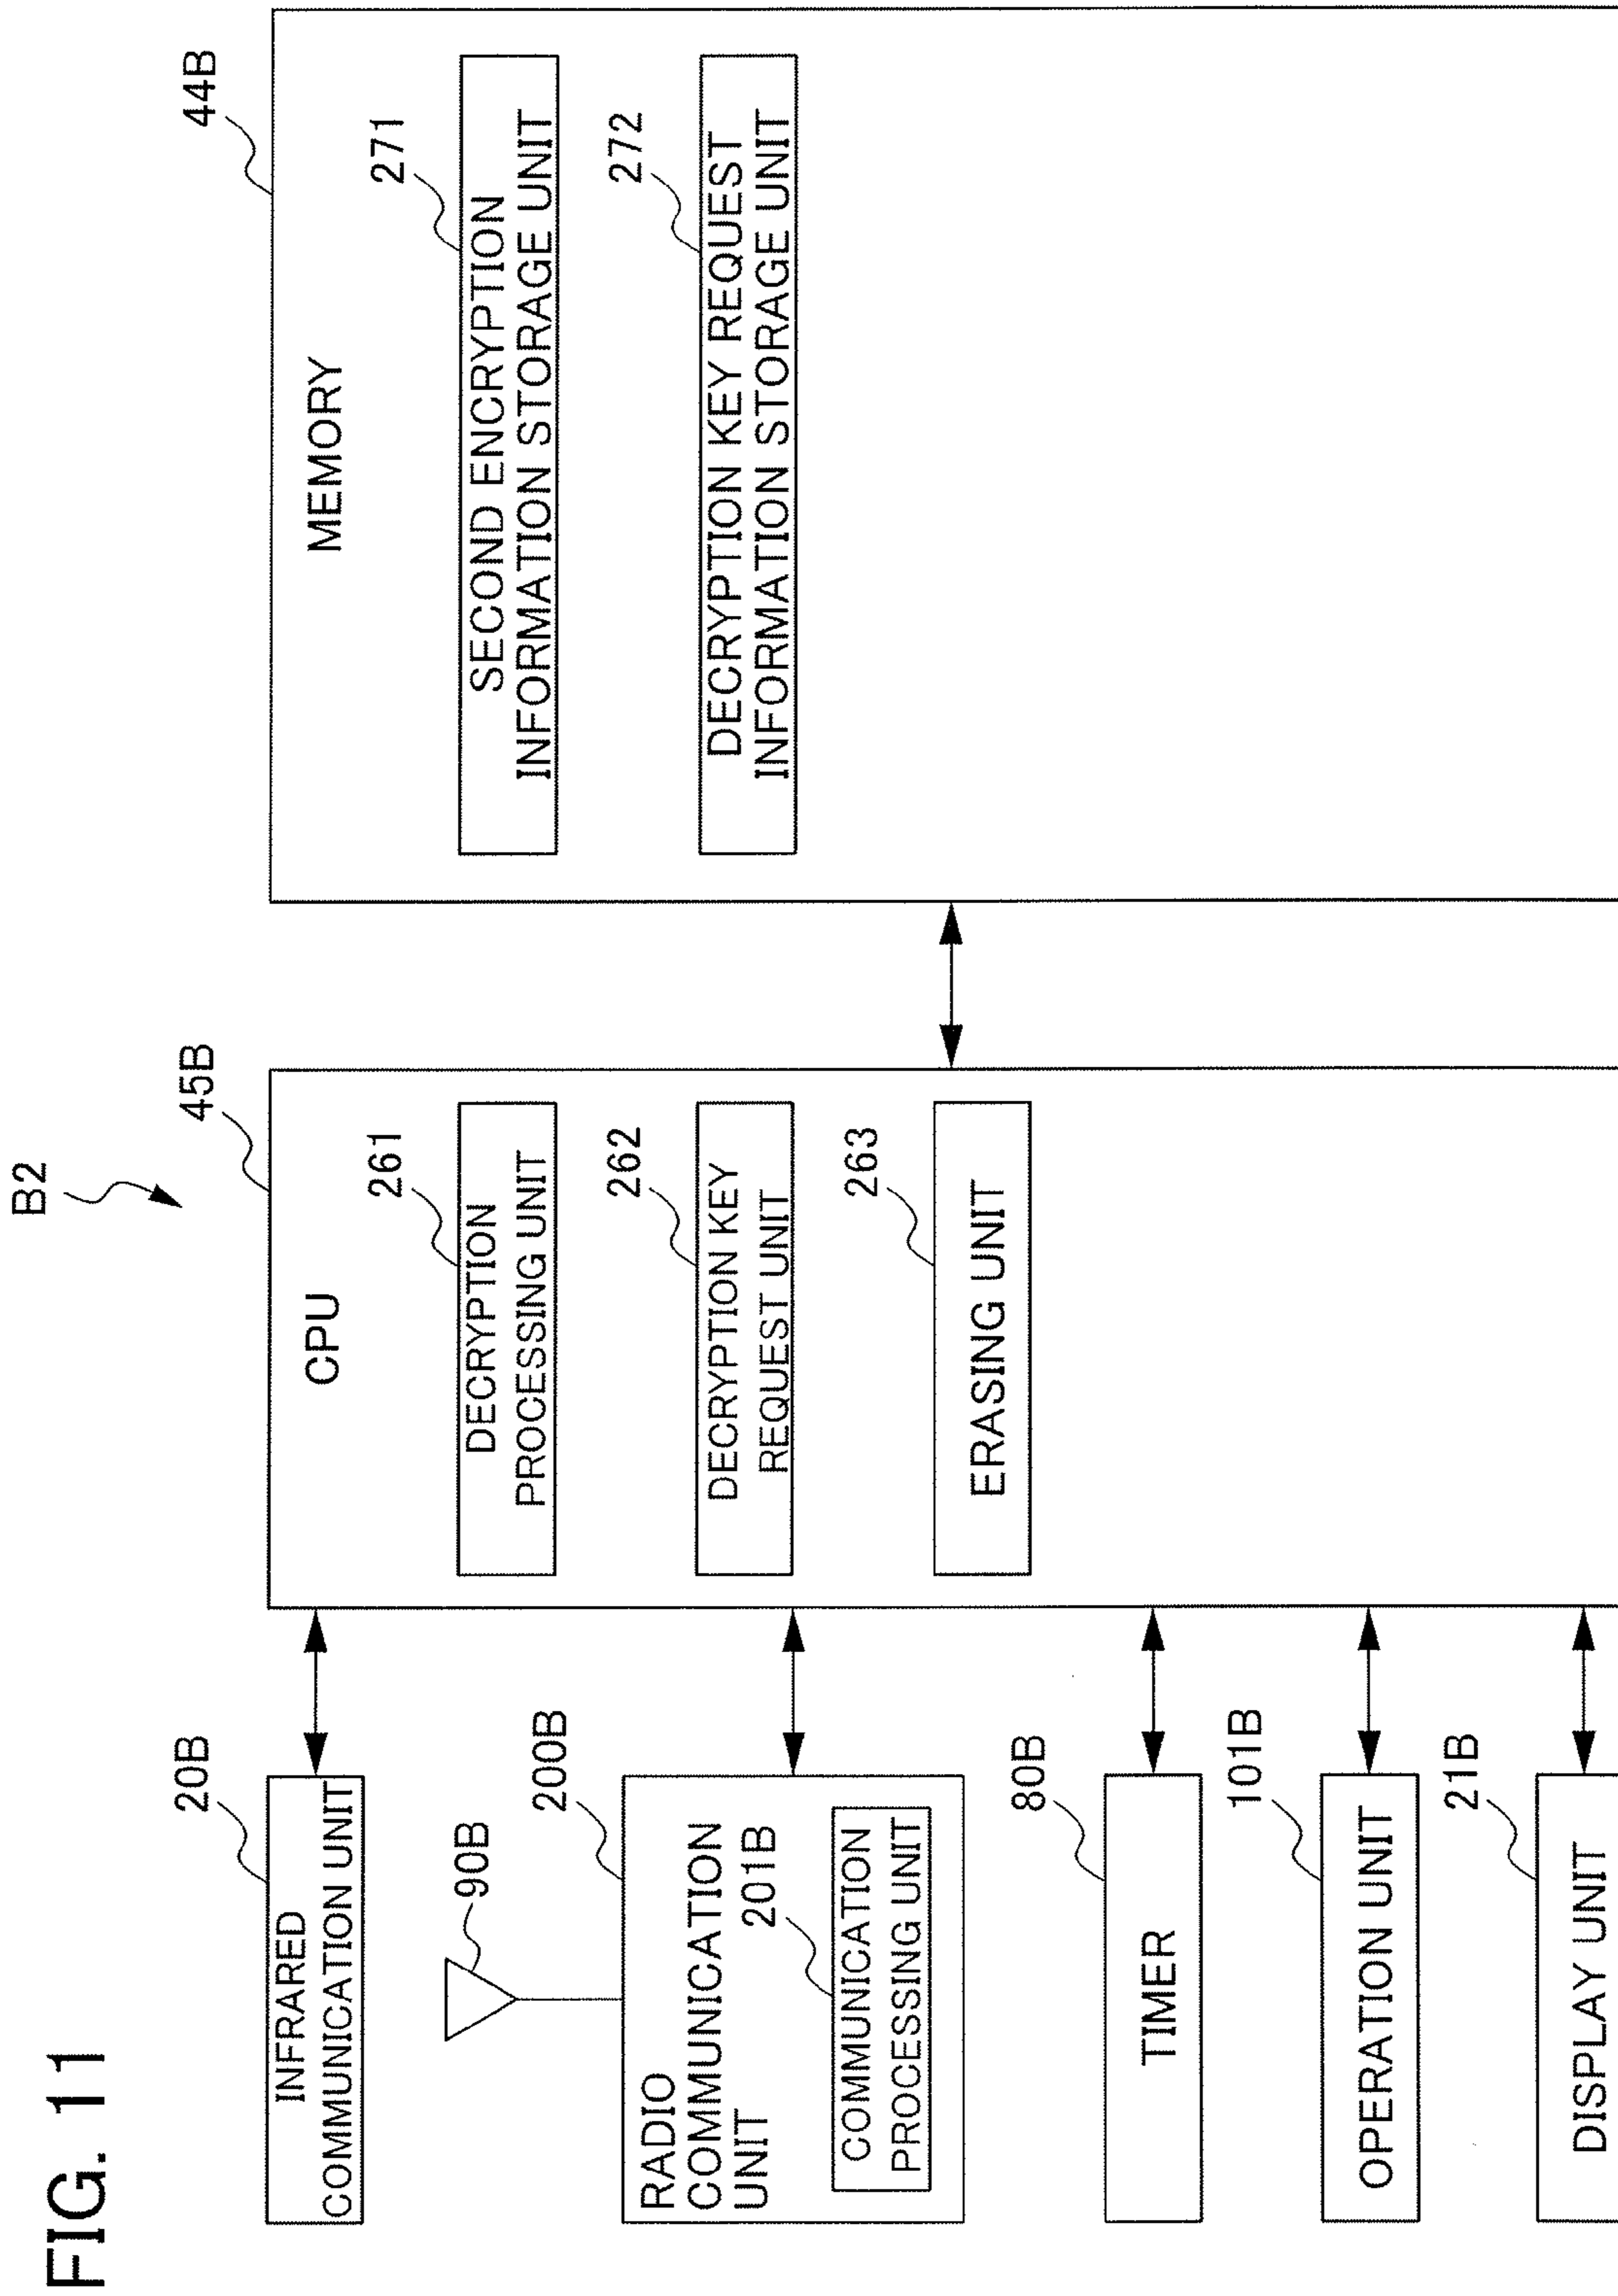 FIG. 11
B2
20B
INFRARED
COMMUNICATION UNIT
90B
200B
RADIO
COMMUNICATION
UNIT
201B
COMMUNICATION
PROCESSING UNIT
80B
TIMER
101B
OPERATION UNIT
21B
DISPLAY UNIT
45B
CPU
261
DECRYPTION
PROCESSING UNIT
262
DECRYPTION KEY
REQUEST UNIT
263
ERASING UNIT
44B
MEMORY
271
SECOND ENCRYPTION
INFORMATION STORAGE UNIT
272
DECRYPTION KEY REQUEST
INFORMATION STORAGE UNIT